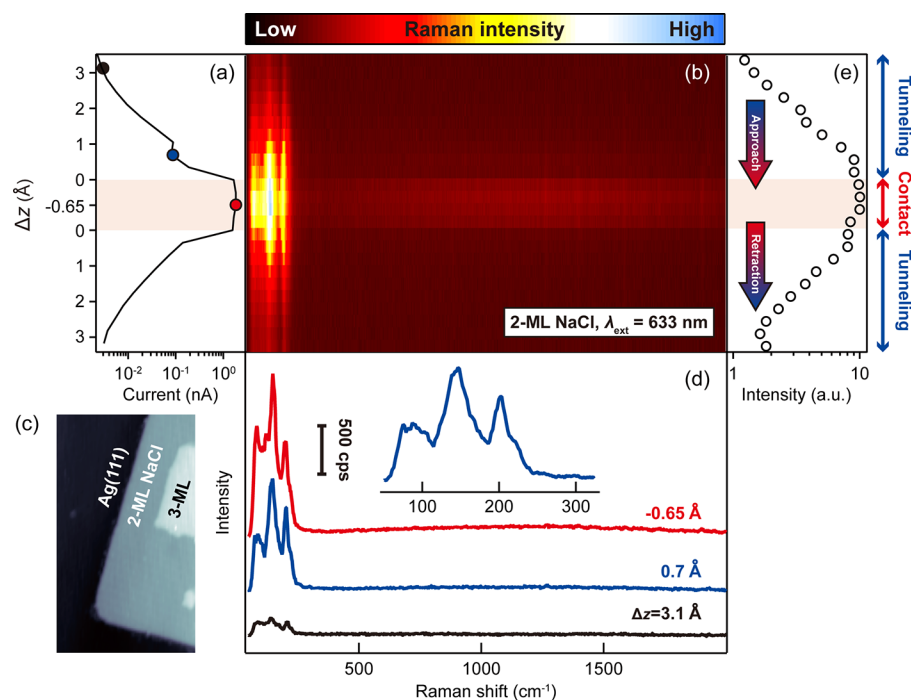 Low Raman intensity High
(a)
(b)
(e)
3
2
1
0
-0.65
0
1
2
3
Δz (Å)
Approach
Retraction
Tunneling
Contact
Tunneling
2-ML NaCl, λext = 633 nm
10-2 10-1 100
Current (nA)
1 10
Intensity (a.u.)
(c)
Ag(111)
2-ML NaCl
3-ML
(d)
500 cps
100 200 300
Intensity
-0.65 Å
0.7 Å
Δz=3.1 Å
500 1000 1500
Raman shift (cm-1)